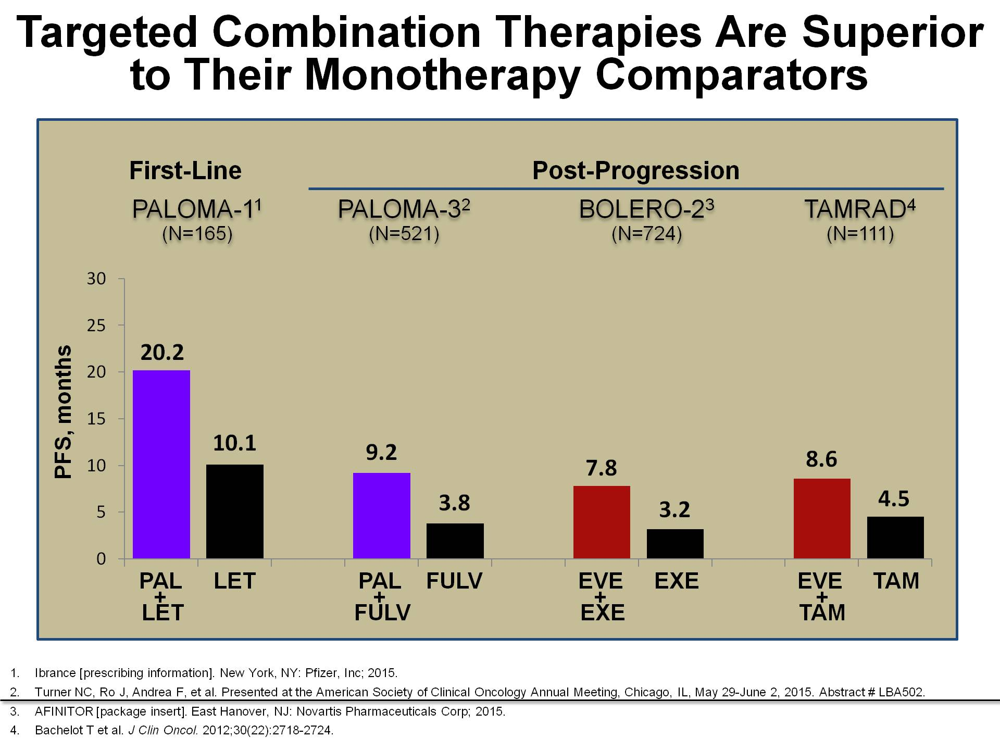 Targeted Combination Therapies Are Superior
to Their Monotherapy Comparators
First-Line
Post-Progression
PALOMA-1¹
(N=165)
PALOMA-3²
(N=521)
BOLERO-2³
(N=724)
TAMRAD⁴
(N=111)
PFS, months
30
25
20
15
10
5
0
20.2
10.1
9.2
3.8
7.8
3.2
8.6
4.5
PAL
+
LET
LET
PAL
+
FULV
FULV
EVE
+
EXE
EXE
EVE
+
TAM
TAM
1. Ibrance [prescribing information]. New York, NY: Pfizer, Inc; 2015.
2. Turner NC, Ro J, Andrea F, et al. Presented at the American Society of Clinical Oncology Annual Meeting, Chicago, IL, May 29-June 2, 2015. Abstract # LBA502.
3. AFINITOR [package insert]. East Hanover, NJ: Novartis Pharmaceuticals Corp; 2015.
4. Bachelot T et al. J Clin Oncol. 2012;30(22):2718-2724.